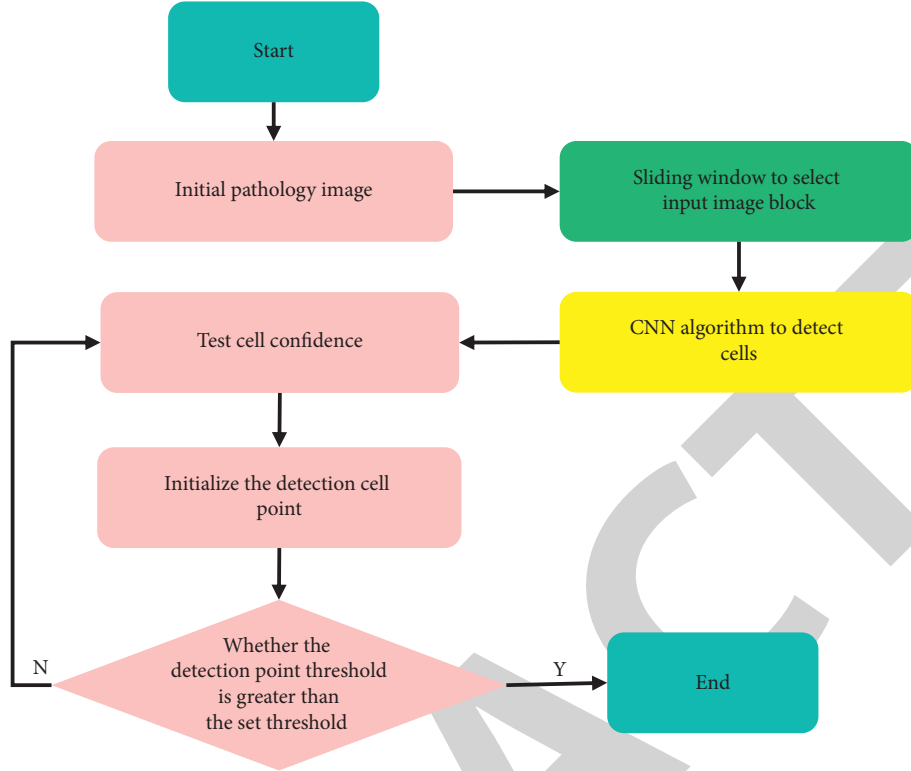 Start
Initial pathology image
Sliding window to select
input image block
CNN algorithm to detect
cells
Test cell confidence
Initialize the detection cell
point
Whether the
detection point threshold
is greater than
the set threshold
N
Y
End